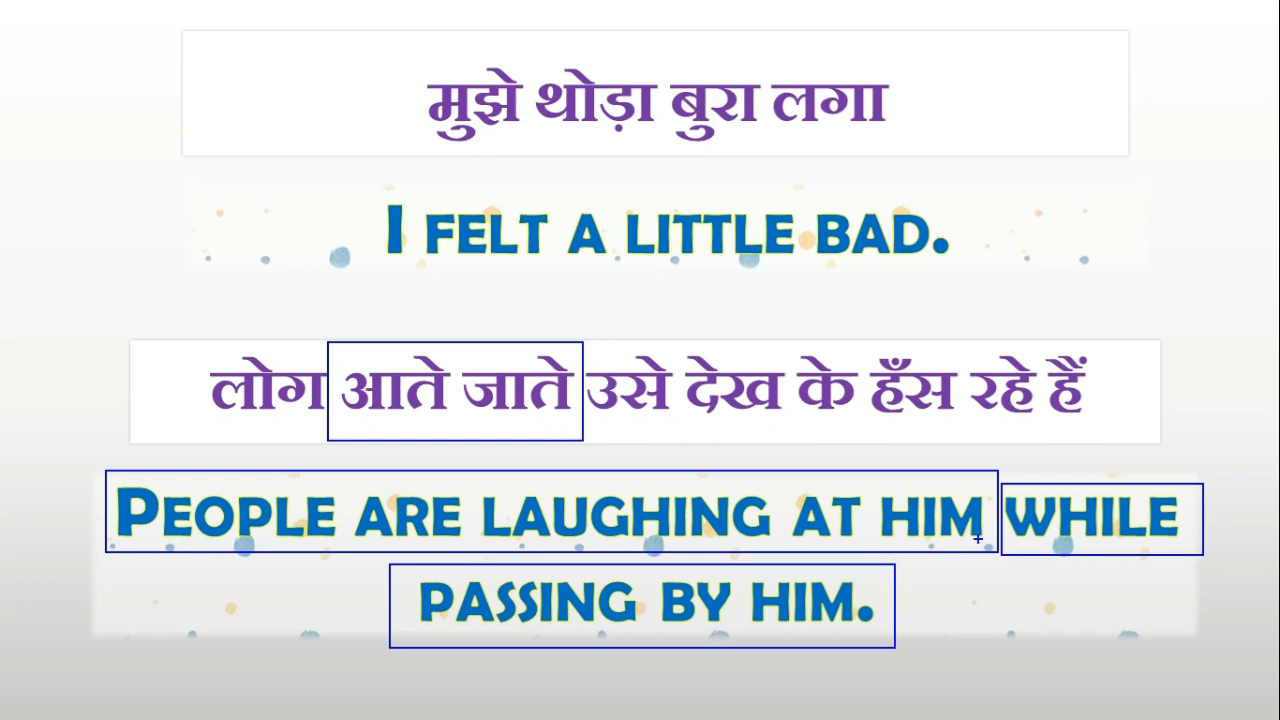 मुझे थोड़ा बुरा लगा
I FELT A LITTLE BAD.
लोग आते जाते उसे देख के हँस रहे हैं
PEOPLE ARE LAUGHING AT HIM WHILE
PASSING BY HIM.